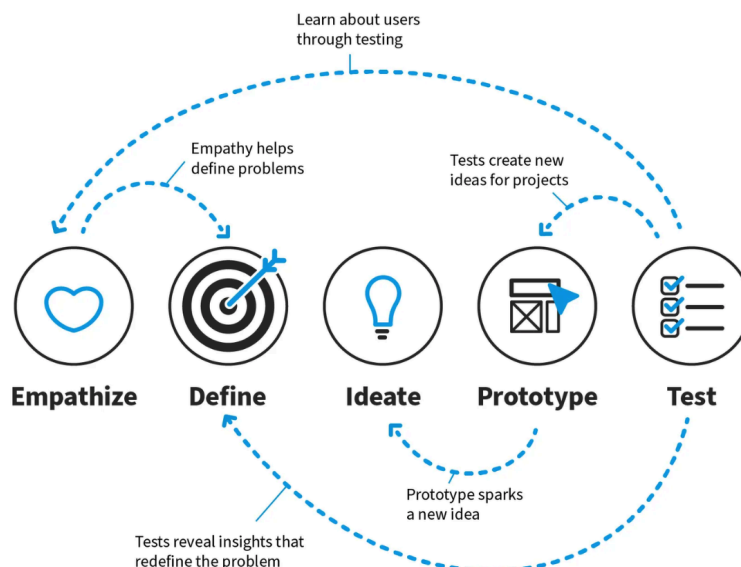 Learn about users
through testing
Empathy helps
define problems
Tests create new
ideas for projects
Empathize
Define
Ideate
Prototype
Test
Prototype sparks
a new idea
Tests reveal insights that
redefine the problem